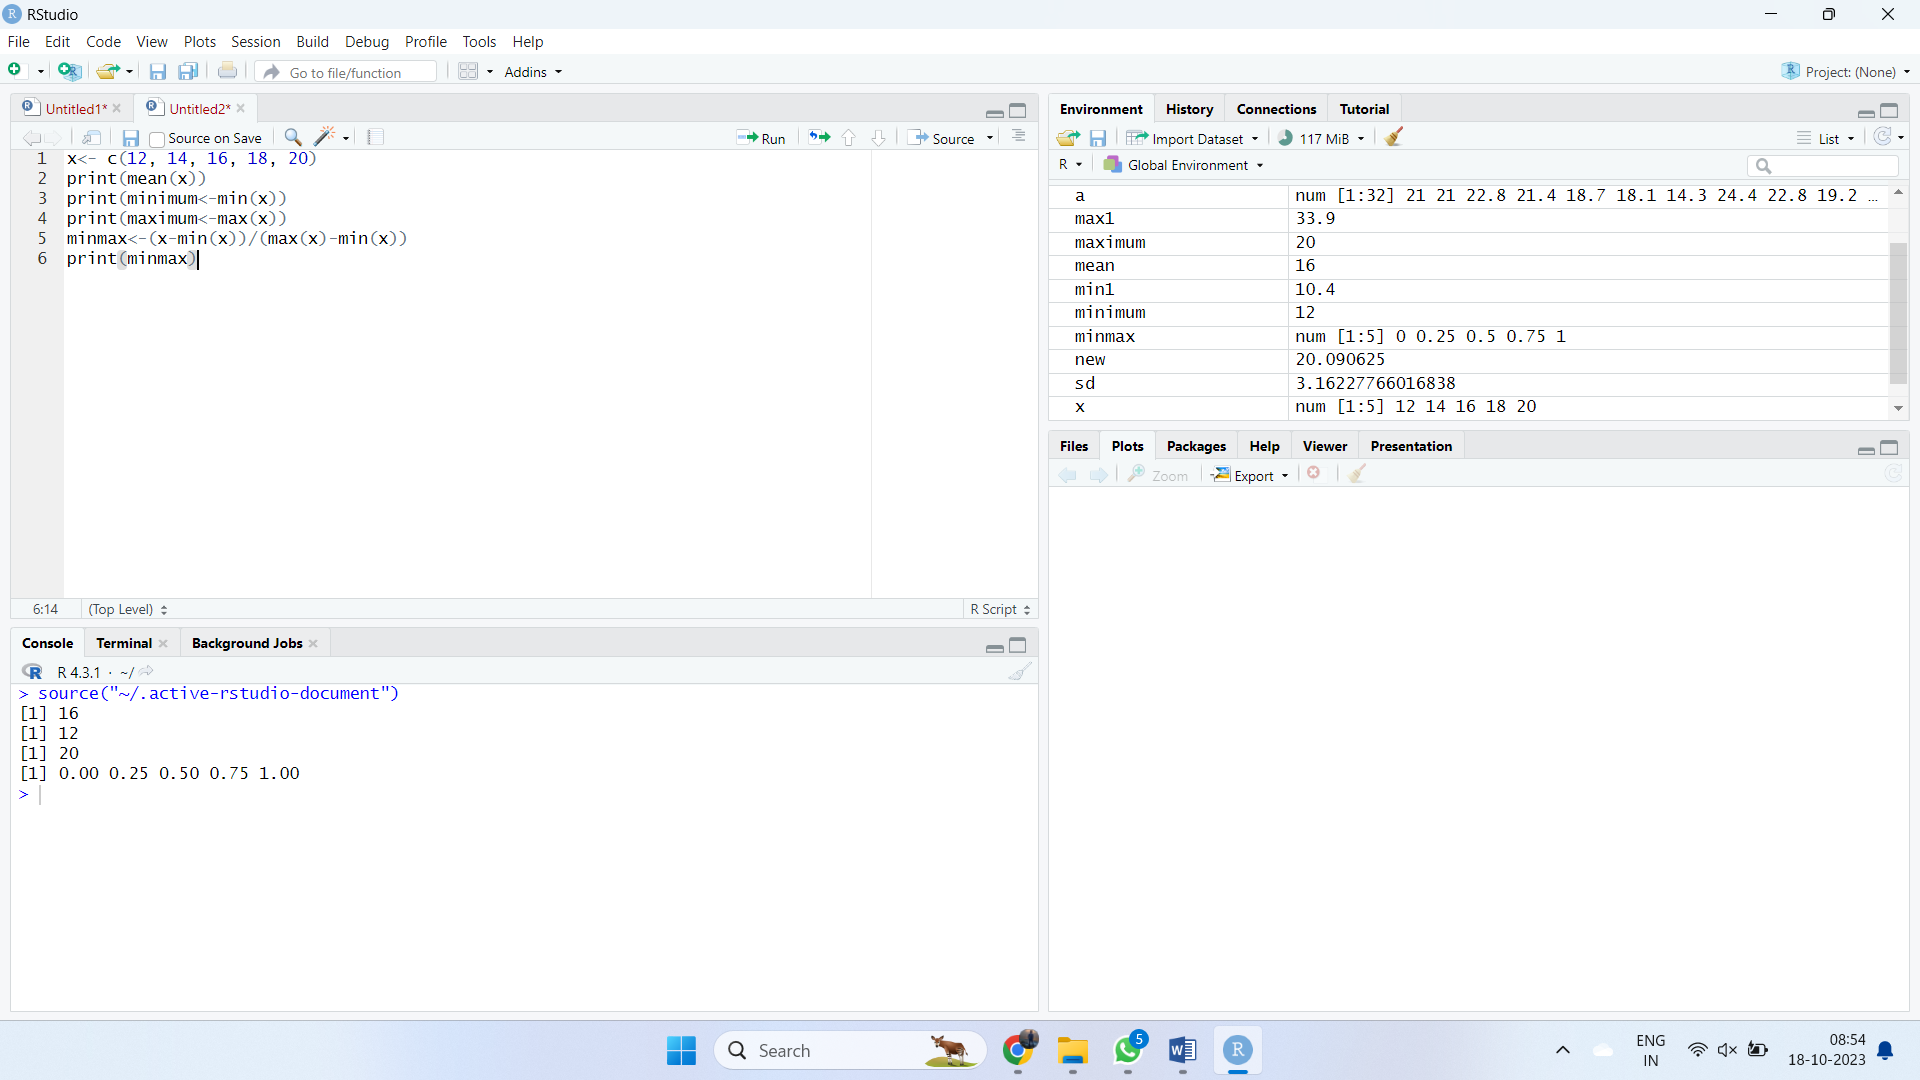 RStudio
File Edit Code View Plots Session Build Debug Profile Tools Help
Go to file/function Addins Project: (None)
Untitled1* Untitled2*
Source on Save Run Source
1 x<- c(12, 14, 16, 18, 20)
2 print(mean(x))
3 print(minimum<-min(x))
4 print(maximum<-max(x))
5 minmax<-(x-min(x))/(max(x)-min(x))
6 print(minmax)
6:14 (Top Level) R Script
Console Terminal Background Jobs
R 4.3.1 · ~/
> source("~/.active-rstudio-document")
[1] 16
[1] 12
[1] 20
[1] 0.00 0.25 0.50 0.75 1.00
>
Environment History Connections Tutorial
Import Dataset 117 MiB List
R Global Environment
a num [1:32] 21 21 22.8 21.4 18.7 18.1 14.3 24.4 22.8 19.2 …
max1 33.9
maximum 20
mean 16
min1 10.4
minimum 12
minmax num [1:5] 0 0.25 0.5 0.75 1
new 20.090625
sd 3.16227766016838
x num [1:5] 12 14 16 18 20
Files Plots Packages Help Viewer Presentation
Zoom Export
Search
5
ENG
IN
08:54
18-10-2023